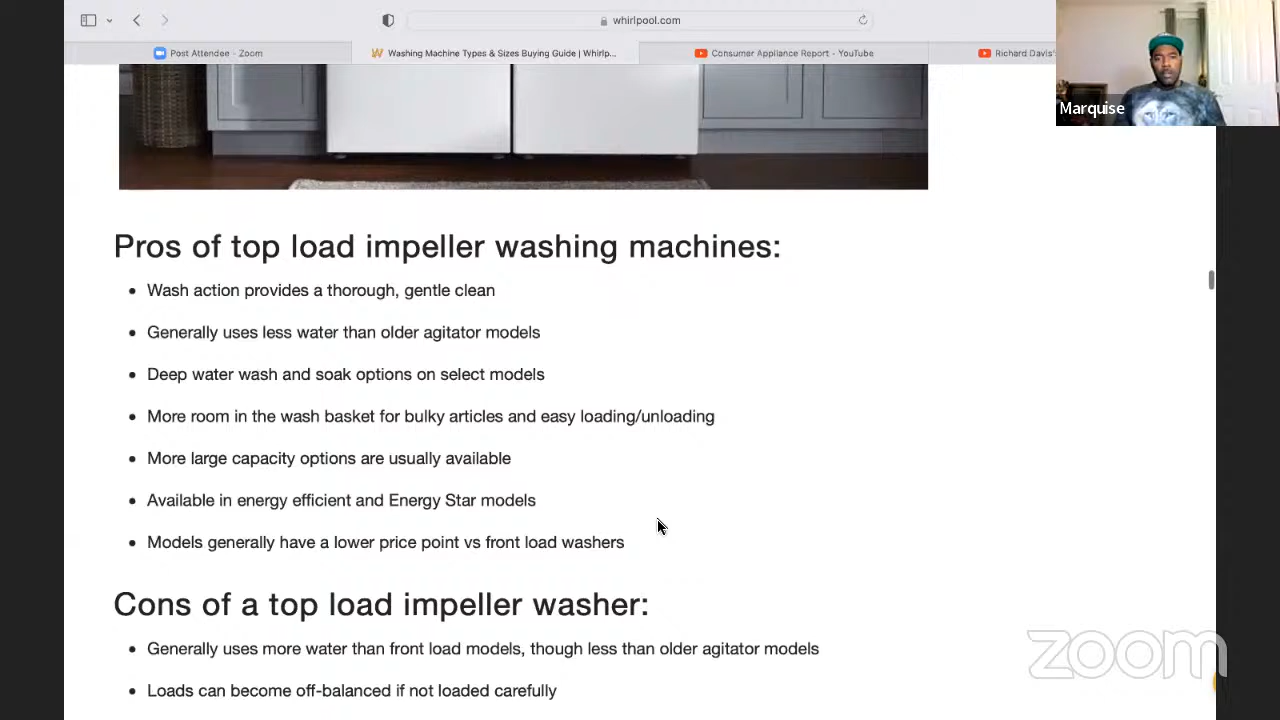 whirlpool.com
Post Attendee - Zoom
Washing Machine Types & Sizes Buying Guide | Whirlp...
Consumer Appliance Report - YouTube
Richard Davis'
Marquise
Pros of top load impeller washing machines:
• Wash action provides a thorough, gentle clean
• Generally uses less water than older agitator models
• Deep water wash and soak options on select models
• More room in the wash basket for bulky articles and easy loading/unloading
• More large capacity options are usually available
• Available in energy efficient and Energy Star models
• Models generally have a lower price point vs front load washers
Cons of a top load impeller washer:
• Generally uses more water than front load models, though less than older agitator models
• Loads can become off-balanced if not loaded carefully
zoom